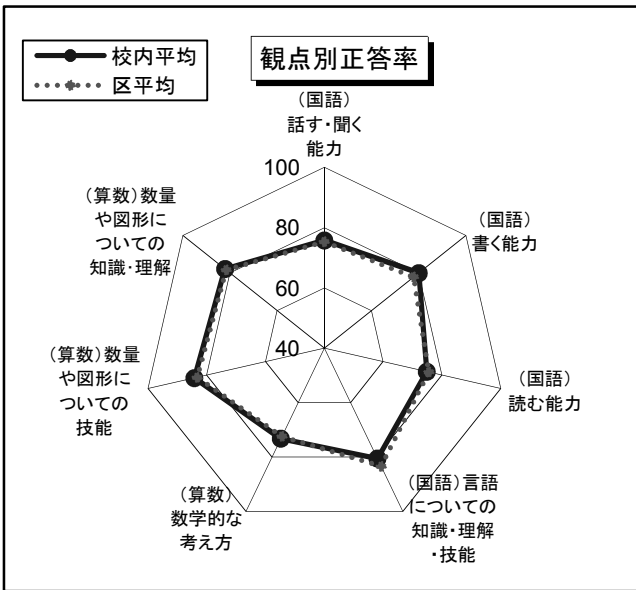 校内平均
区平均
観点別正答率
(国語)
話す・聞く
能力
(国語)
書く能力
(国語)
読む能力
(国語)言語
についての
知識・理解
・技能
(算数)
数学的な
考え方
(算数)数量
や図形に
ついての
技能
(算数)数量
や図形に
ついての
知識・理解
100
80
60
40